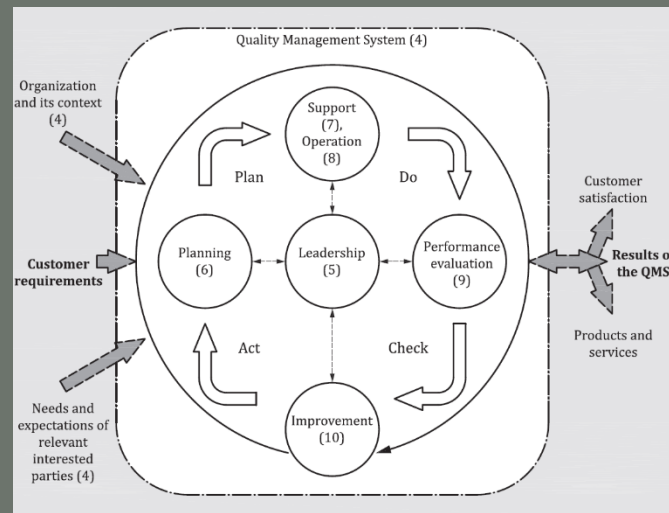 Quality Management System (4)
Organization
and its context
(4)
Support
(7),
Operation
(8)
Plan
Do
Customer
satisfaction
Customer
requirements
Planning
(6)
Leadership
(5)
Performance
evaluation
(9)
Results of
the QMS
Act
Check
Products and
services
Needs and
expectations of
relevant
interested
parties (4)
Improvement
(10)